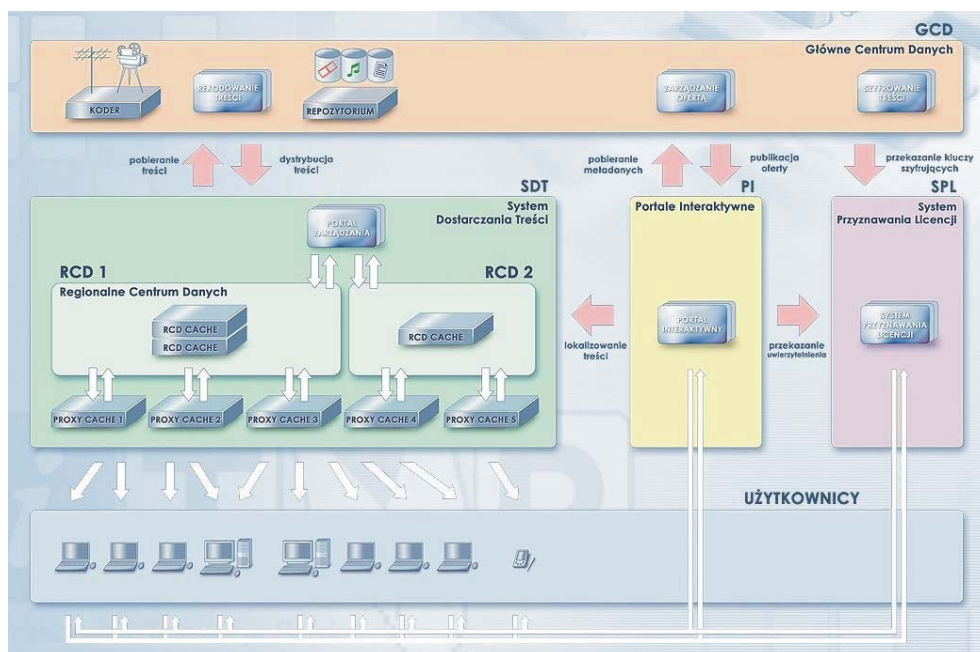 GCD
Główne Centrum Danych
KODER
REKODOWANIE
TREŚCI
REPOZYTORIUM
ZARZĄDZANIE
OFERTĄ
SZYFROWANIE
TREŚCI
pobieranie
treści
dystrybucja
treści
pobieranie
metadanych
publikacja
oferty
przekazanie kluczy
szyfrujących
SDT
System
Dostarczania Treści
PORTAL
ZARZĄDZANIA
RCD 1
Regionalne Centrum Danych
RCD CACHE
RCD CACHE
RCD 2
RCD CACHE
PROXY CACHE 1
PROXY CACHE 2
PROXY CACHE 3
PROXY CACHE 4
PROXY CACHE 5
lokalizowanie
treści
PI
Portale Interaktywne
PORTAL
INTERAKTYWNY
przekazanie
uwierzytelnienia
SPL
System
Przyznawania Licencji
SYSTEM
PRZYZNAWANIA
LICENCJI
UŻYTKOWNICY